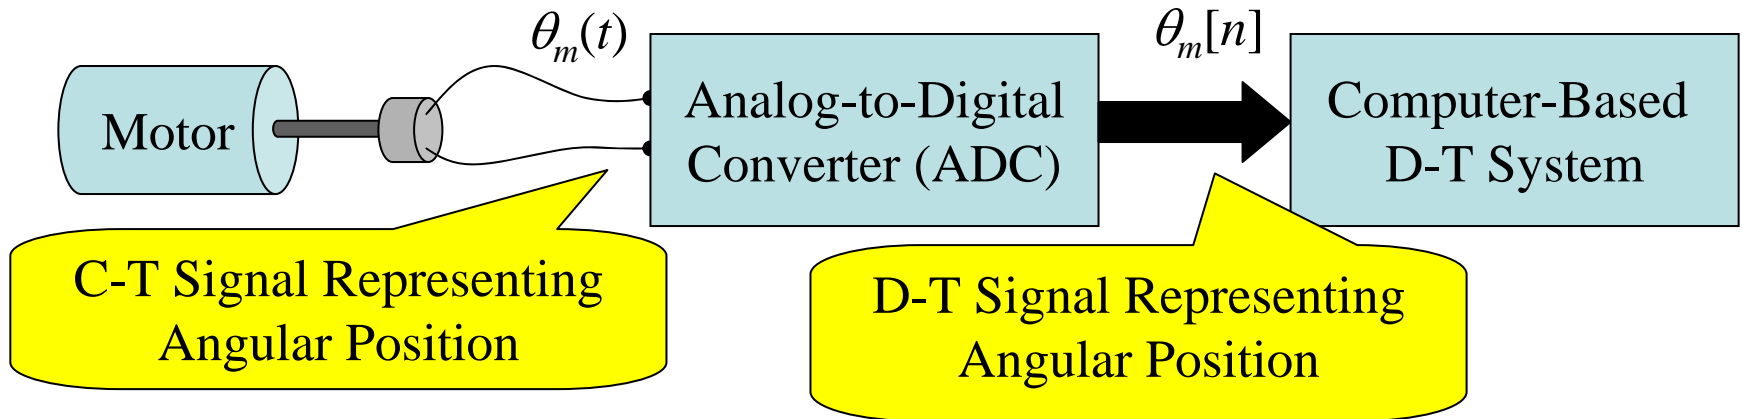 θm(t)
θm[n]
Motor
Analog-to-Digital
Converter (ADC)
Computer-Based
D-T System
C-T Signal Representing
Angular Position
D-T Signal Representing
Angular Position